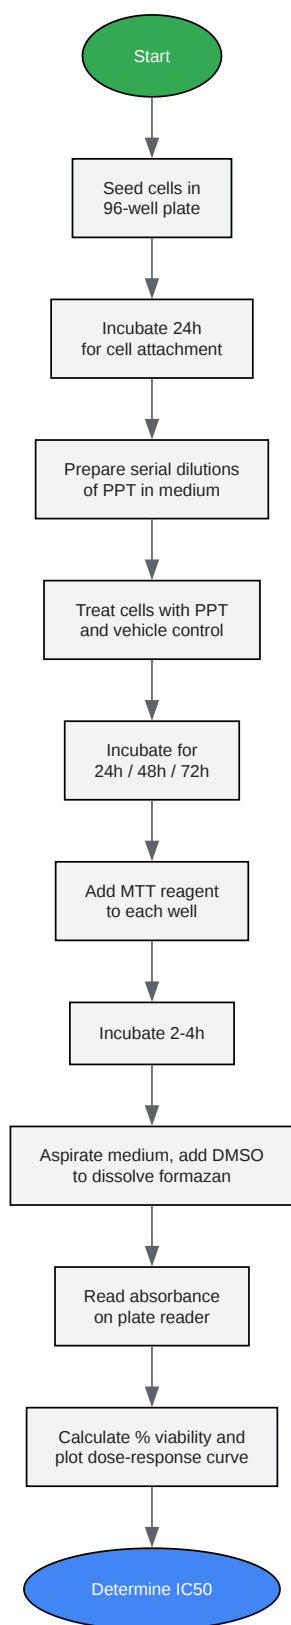 Start
Seed cells in
96-well plate
Incubate 24h
for cell attachment
Prepare serial dilutions
of PPT in medium
Treat cells with PPT
and vehicle control
Incubate for
24h / 48h / 72h
Add MTT reagent
to each well
Incubate 2-4h
Aspirate medium, add DMSO
to dissolve formazan
Read absorbance
on plate reader
Calculate % viability and
plot dose-response curve
Determine IC50